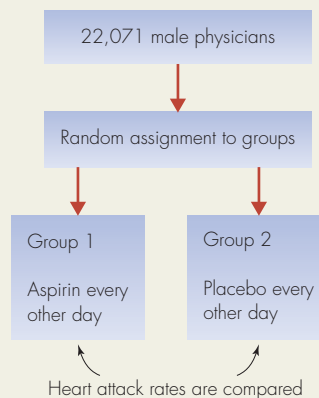 22,071 male physicians
Random assignment to groups
Group 1
Aspirin every
other day
Group 2
Placebo every
other day
Heart attack rates are compared